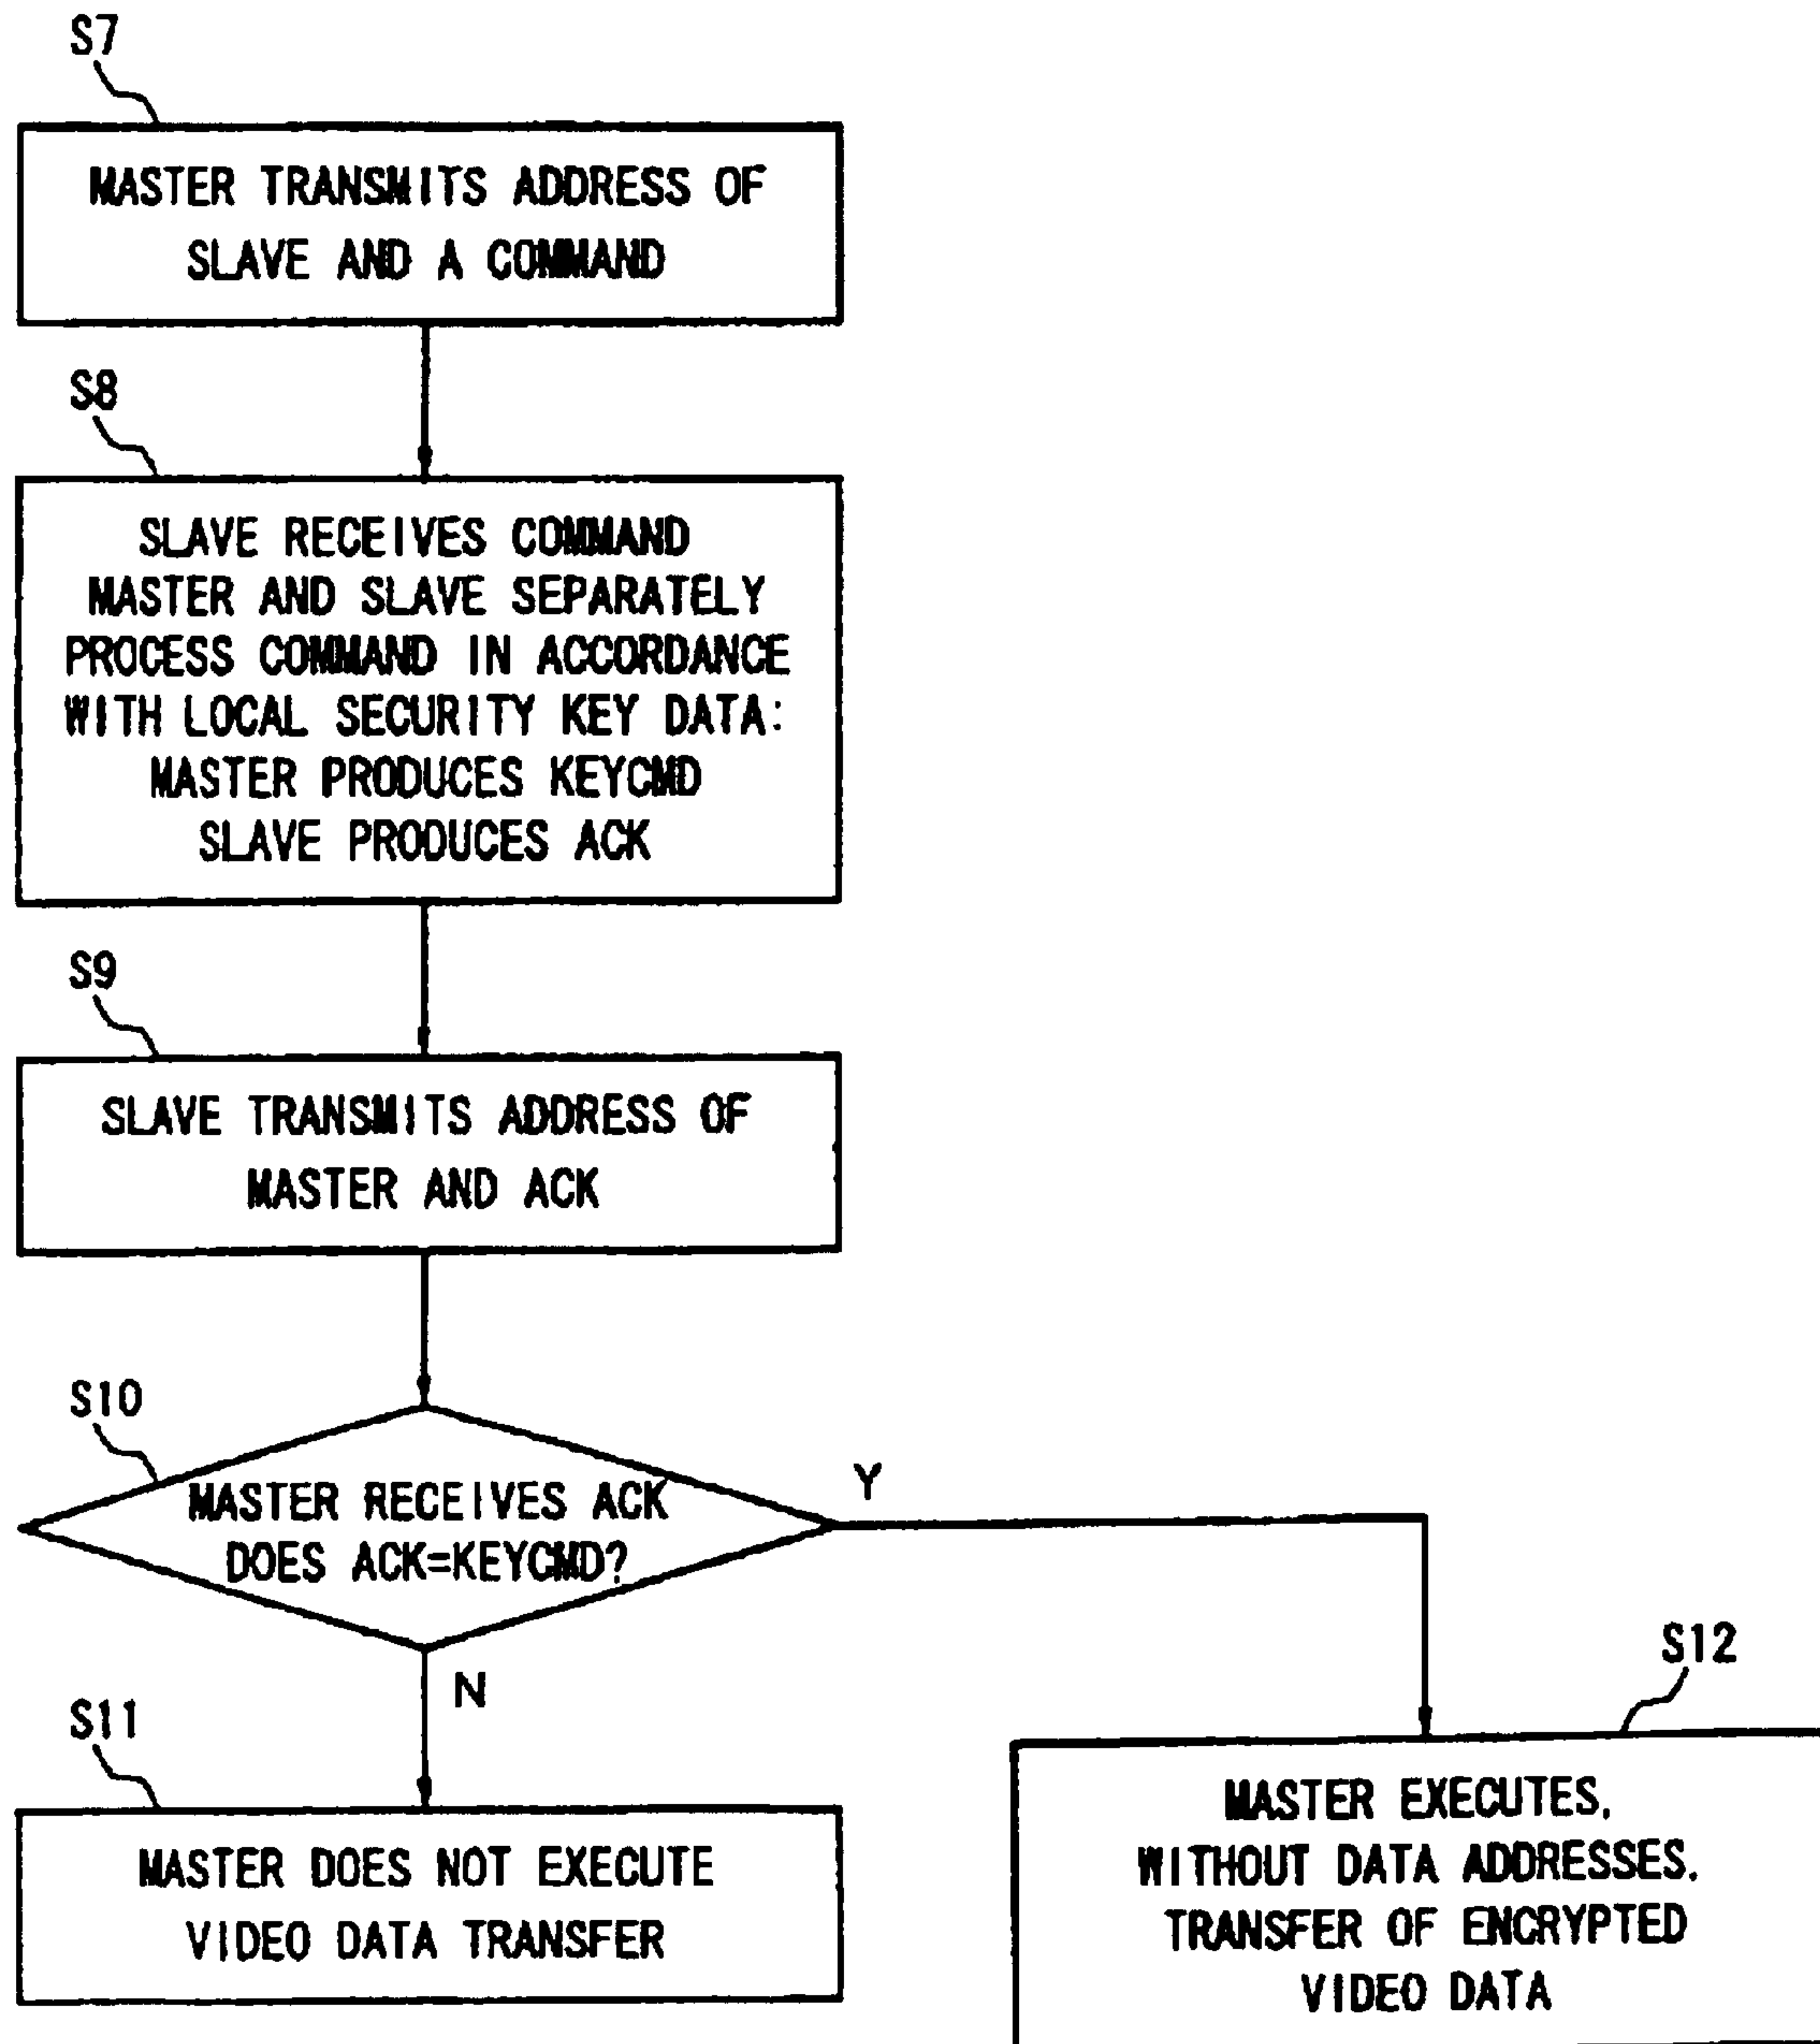 S7
MASTER TRANSMITS ADDRESS OF
SLAVE AND A COMMAND
S8
SLAVE RECEIVES COMMAND
MASTER AND SLAVE SEPARATELY
PROCESS COMMAND IN ACCORDANCE
WITH LOCAL SECURITY KEY DATA:
MASTER PRODUCES KEYCMD
SLAVE PRODUCES ACK
S9
SLAVE TRANSMITS ADDRESS OF
MASTER AND ACK
S10
MASTER RECEIVES ACK
DOES ACK=KEYCMD?
Y
N
S11
MASTER DOES NOT EXECUTE
VIDEO DATA TRANSFER
S12
MASTER EXECUTES,
WITHOUT DATA ADDRESSES,
TRANSFER OF ENCRYPTED
VIDEO DATA